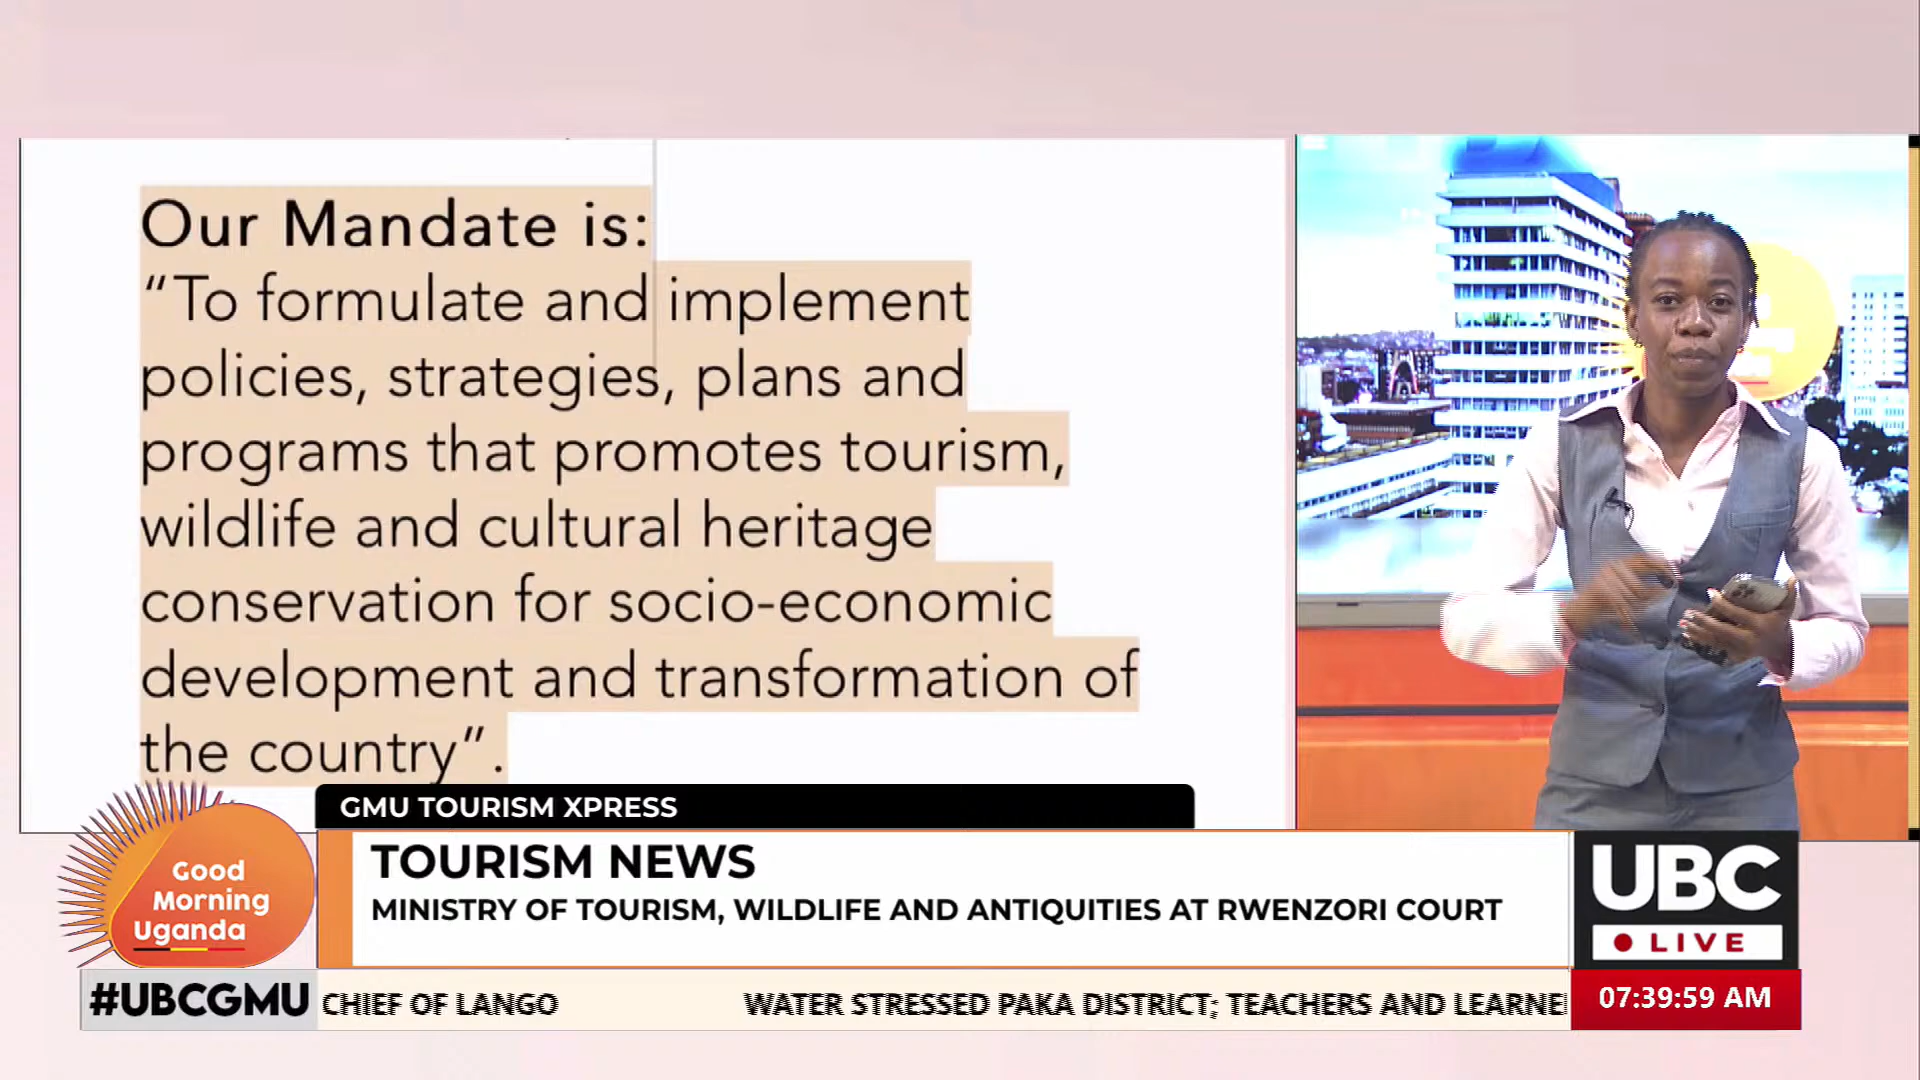 Our Mandate is:
“To formulate and implement
policies, strategies, plans and
programs that promotes tourism,
wildlife and cultural heritage
conservation for socio-economic
development and transformation of
the country”.
GMU TOURISM XPRESS
TOURISM NEWS
MINISTRY OF TOURISM, WILDLIFE AND ANTIQUITIES AT RWENZORI COURT
Good
Morning
Uganda
UBC
LIVE
#UBCGMU
CHIEF OF LANGO WATER STRESSED PAKA DISTRICT; TEACHERS AND LEARNE
07:39:59 AM